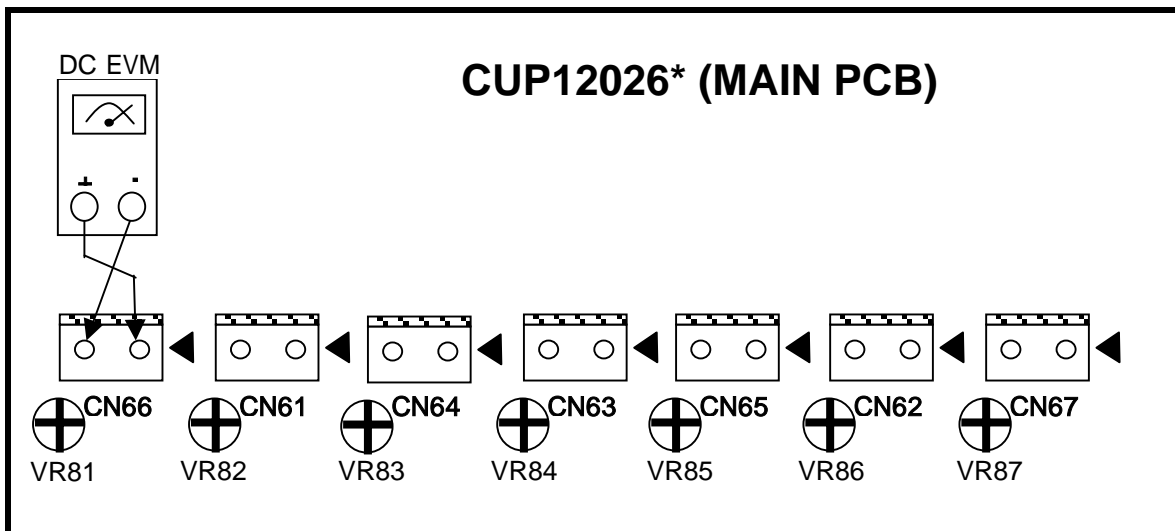 DC EVM
CUP12026* (MAIN PCB)
+ -
CN66 CN61 CN64 CN63 CN65 CN62 CN67
VR81 VR82 VR83 VR84 VR85 VR86 VR87